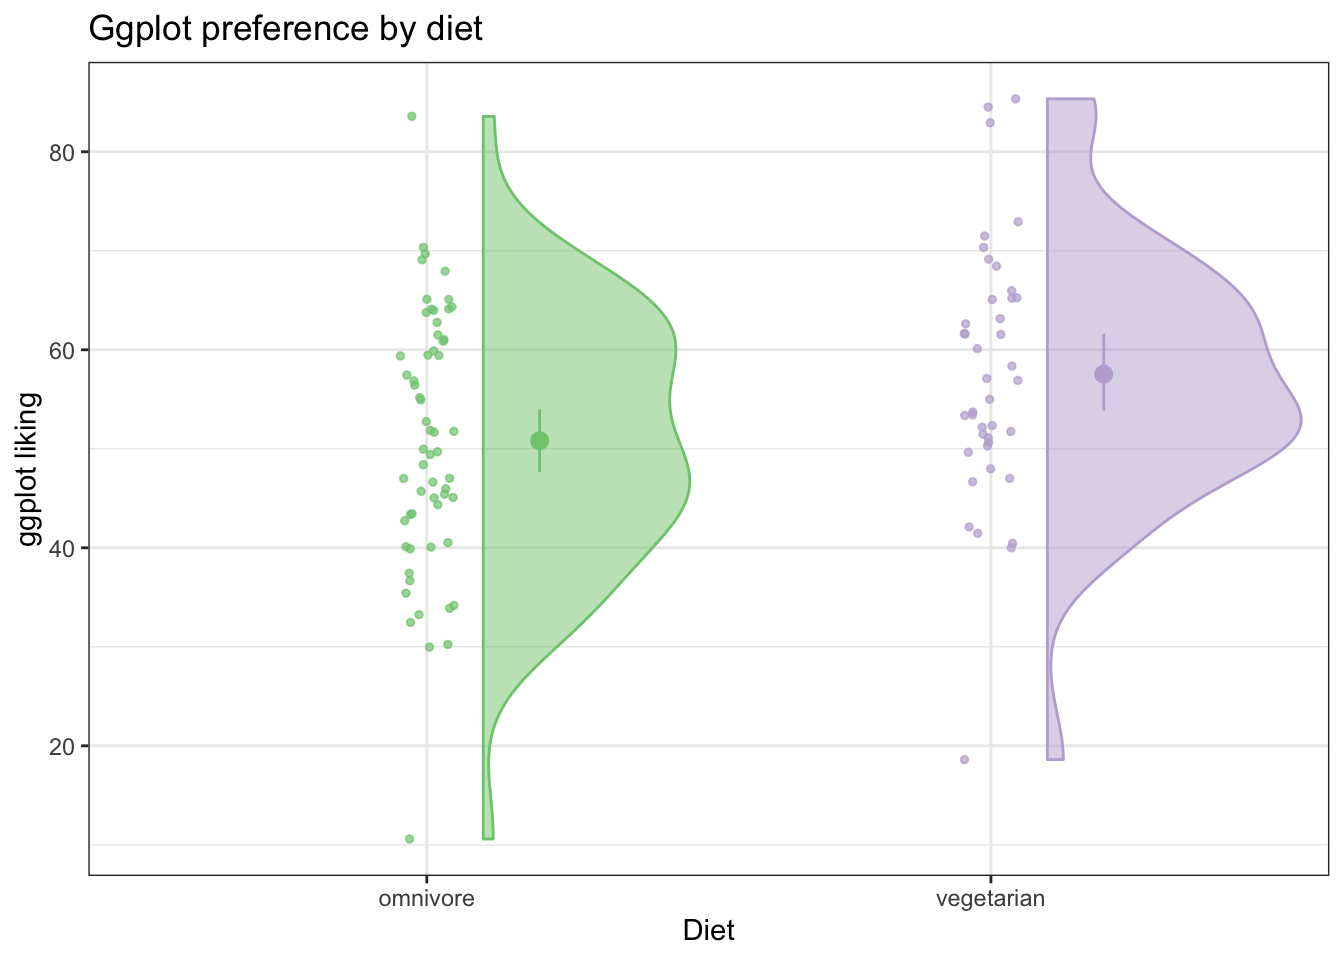 Ggplot preference by diet
ggplot liking
80
60
40
20
omnivore
vegetarian
Diet